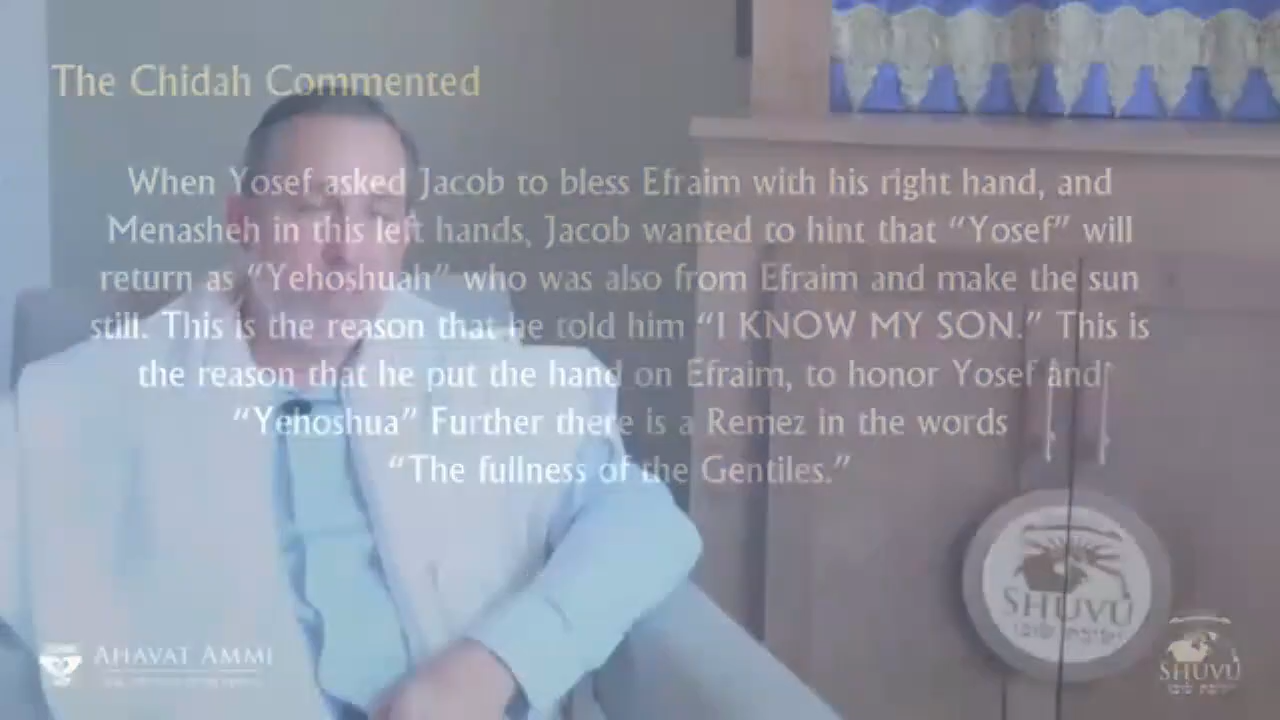 The Chidah Commented
When Yosef asked Jacob to bless Efraim with his right hand, and
Menasheh in this left hands, Jacob wanted to hint that “Yosef” will
return as “Yehoshuah” who was also from Efraim and make the sun
still. This is the reason that he told him “I KNOW MY SON.” This is
the reason that he put the hand on Efraim, to honor Yosef and
“Yehoshua” Further there is a Remez in the words
“The fullness of the Gentiles.”
SHUVU
AHAVAT AMMI
SHUVU